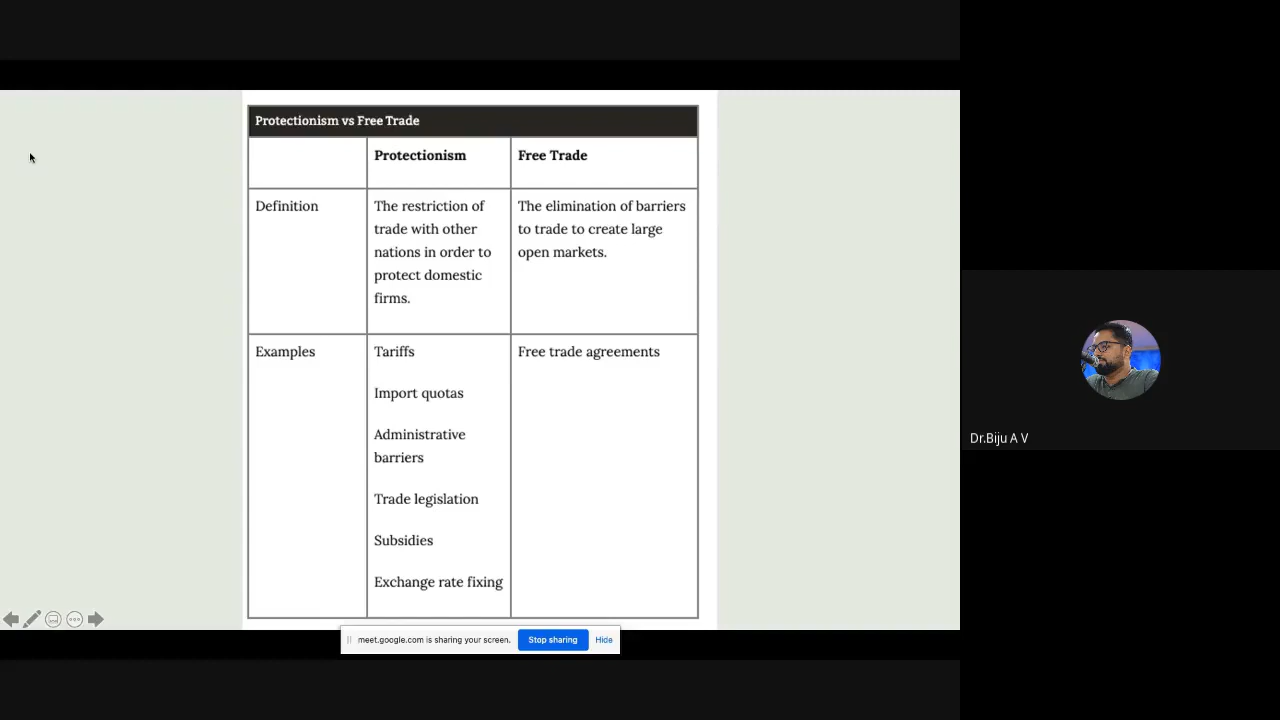 Protectionism vs Free Trade
Protectionism
Free Trade
Definition
The restriction of
trade with other
nations in order to
protect domestic
firms.
The elimination of barriers
to trade to create large
open markets.
Examples
Tariffs
Import quotas
Administrative
barriers
Trade legislation
Subsidies
Exchange rate fixing
Free trade agreements
meet.google.com is sharing your screen.
Stop sharing
Hide
Dr.Biju A V